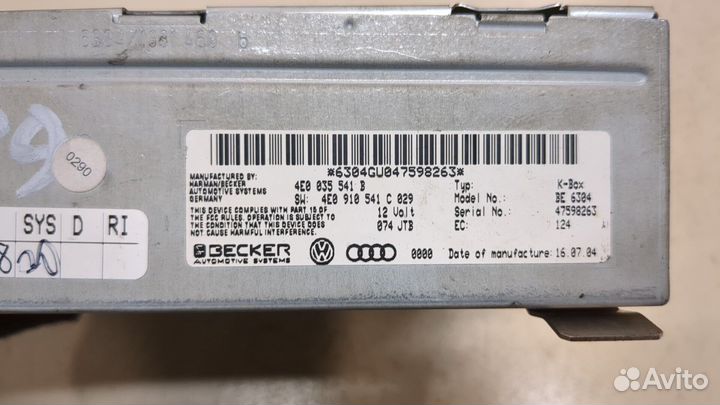 0290
SYS D RI
*6304GU047598263*
MANUFACTURED BY:
HARMAN/BECKER
AUTOMOTIVE SYSTEMS
GERMANY
4E0 035 541 B
SW: 4E0 910 541 C 029
THIS DEVICE COMPLIES WITH PART 15 OF
THE FCC RULES. OPERATION IS SUBJECT TO
THE CONDITION THAT THIS DEVICE DOES
NOT CAUSE HARMFUL INTERFERENCE
12 Volt
074 JTB
Typ: K-Box
Model No.: BE 6304
Serial No.: 47598263
EC: 124
BECKER
AUTOMOTIVE SYSTEMS
0000 Date of manufacture: 16.07.04
Avito